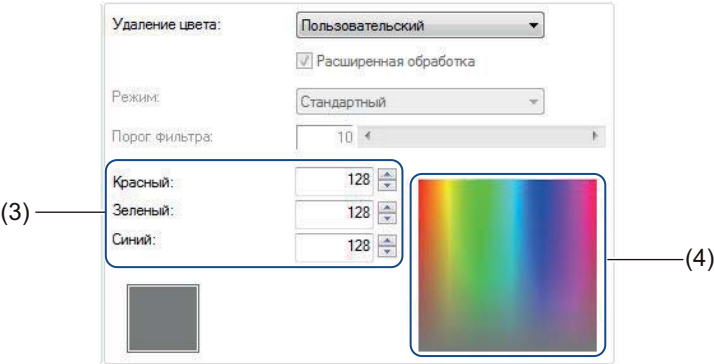 Удаление цвета: Пользовательский
Расширенная обработка
Режим: Стандартный
Порог фильтра: 10
(3)
Красный: 128
Зеленый: 128
Синий: 128
(4)